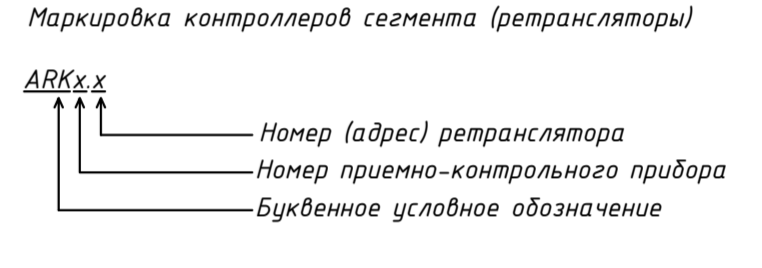 Маркировка контроллеров сегмента (ретрансляторы)
ARKx.x
Номер (адрес) ретранслятора
Номер приемно-контрольного прибора
Буквенное условное обозначение